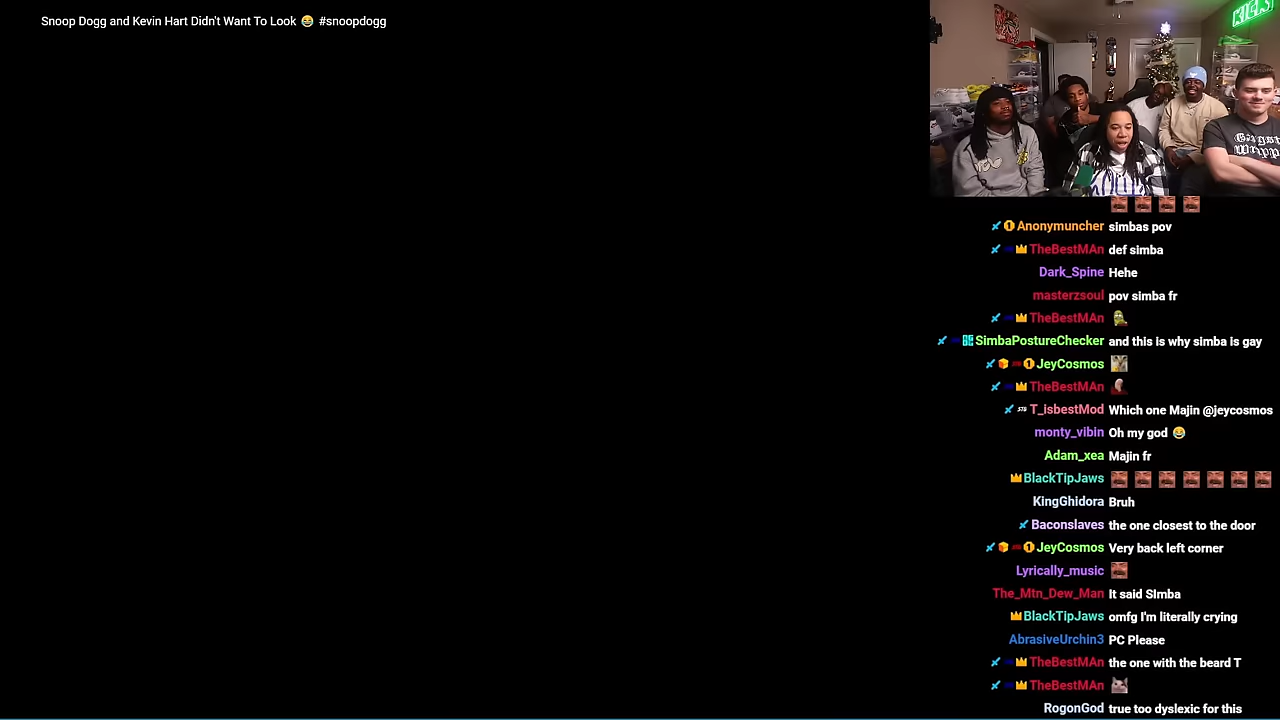 Snoop Dogg and Kevin Hart Didn't Want To Look 😂 #snoopdogg
KICKS
Anonymuncher simbas pov
TheBestMAn def simba
Dark_Spine Hehe
masterzsoul pov simba fr
TheBestMAn
SimbaPostureChecker and this is why simba is gay
JeyCosmos
TheBestMAn
T_isbestMod Which one Majin @jeycosmos
monty_vibin Oh my god 😂
Adam_xea Majin fr
BlackTipJaws
KingGhidora Bruh
Baconslaves the one closest to the door
JeyCosmos Very back left corner
Lyrically_music
The_Mtn_Dew_Man It said SImba
BlackTipJaws omfg I'm literally crying
AbrasiveUrchin3 PC Please
TheBestMAn the one with the beard T
TheBestMAn
RogonGod true too dyslexic for this